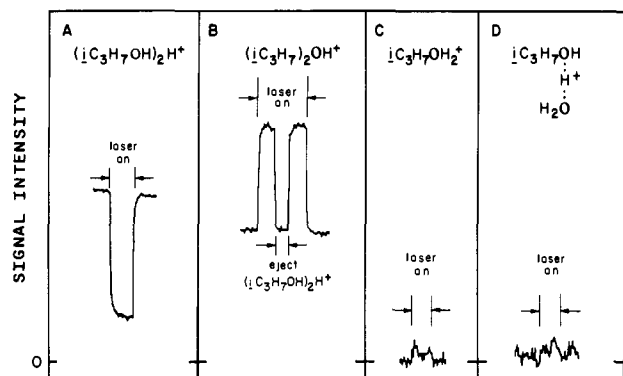 A
(iC₃H₇OH)₂H⁺
laser
on
B
(iC₃H₇)₂OH⁺
laser
on
eject
(iC₃H₇OH)₂H⁺
C
iC₃H₇OH₂⁺
laser
on
D
iC₃H₇OH
H⁺
H₂O
laser
on
SIGNAL INTENSITY
0